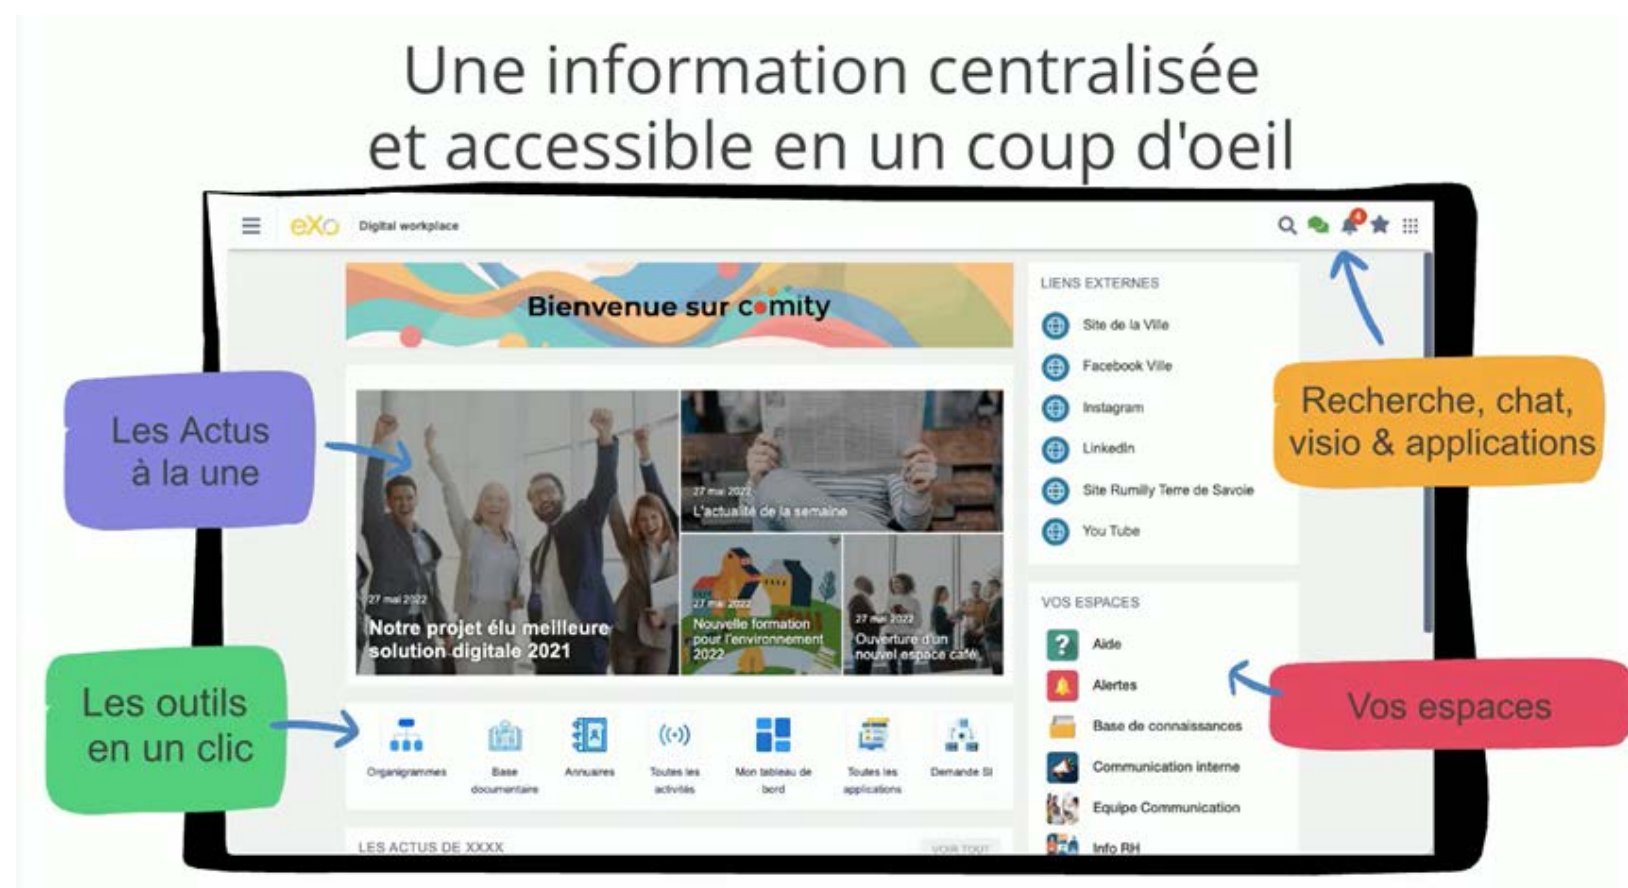 Une information centralisée
et accessible en un coup d'oeil
eXo
Digital workplace
4
Bienvenue sur comity
LIENS EXTERNES
Site de la Ville
Facebook Ville
Instagram
LinkedIn
Site Rumilly Terre de Savoie
You Tube
Recherche, chat,
visio & applications
Les Actus
à la une
27 mai 2022
L'actualité de la semaine
27 mai 2022
Notre projet élu meilleure
solution digitale 2021
27 mai 2022
Nouvelle formation
pour l'environnement
2022
27 mai 2022
Ouverture d'un
nouvel espace café
VOS ESPACES
Aide
Alertes
Base de connaissances
Communication interne
Equipe Communication
Info RH
Vos espaces
Les outils
en un clic
Organigrammes
Base
documentaire
Annuaires
Toutes les
activités
Mon tableau de
bord
Toutes les
applications
Demande SI
LES ACTUS DE XXXX
VOIR TOUT